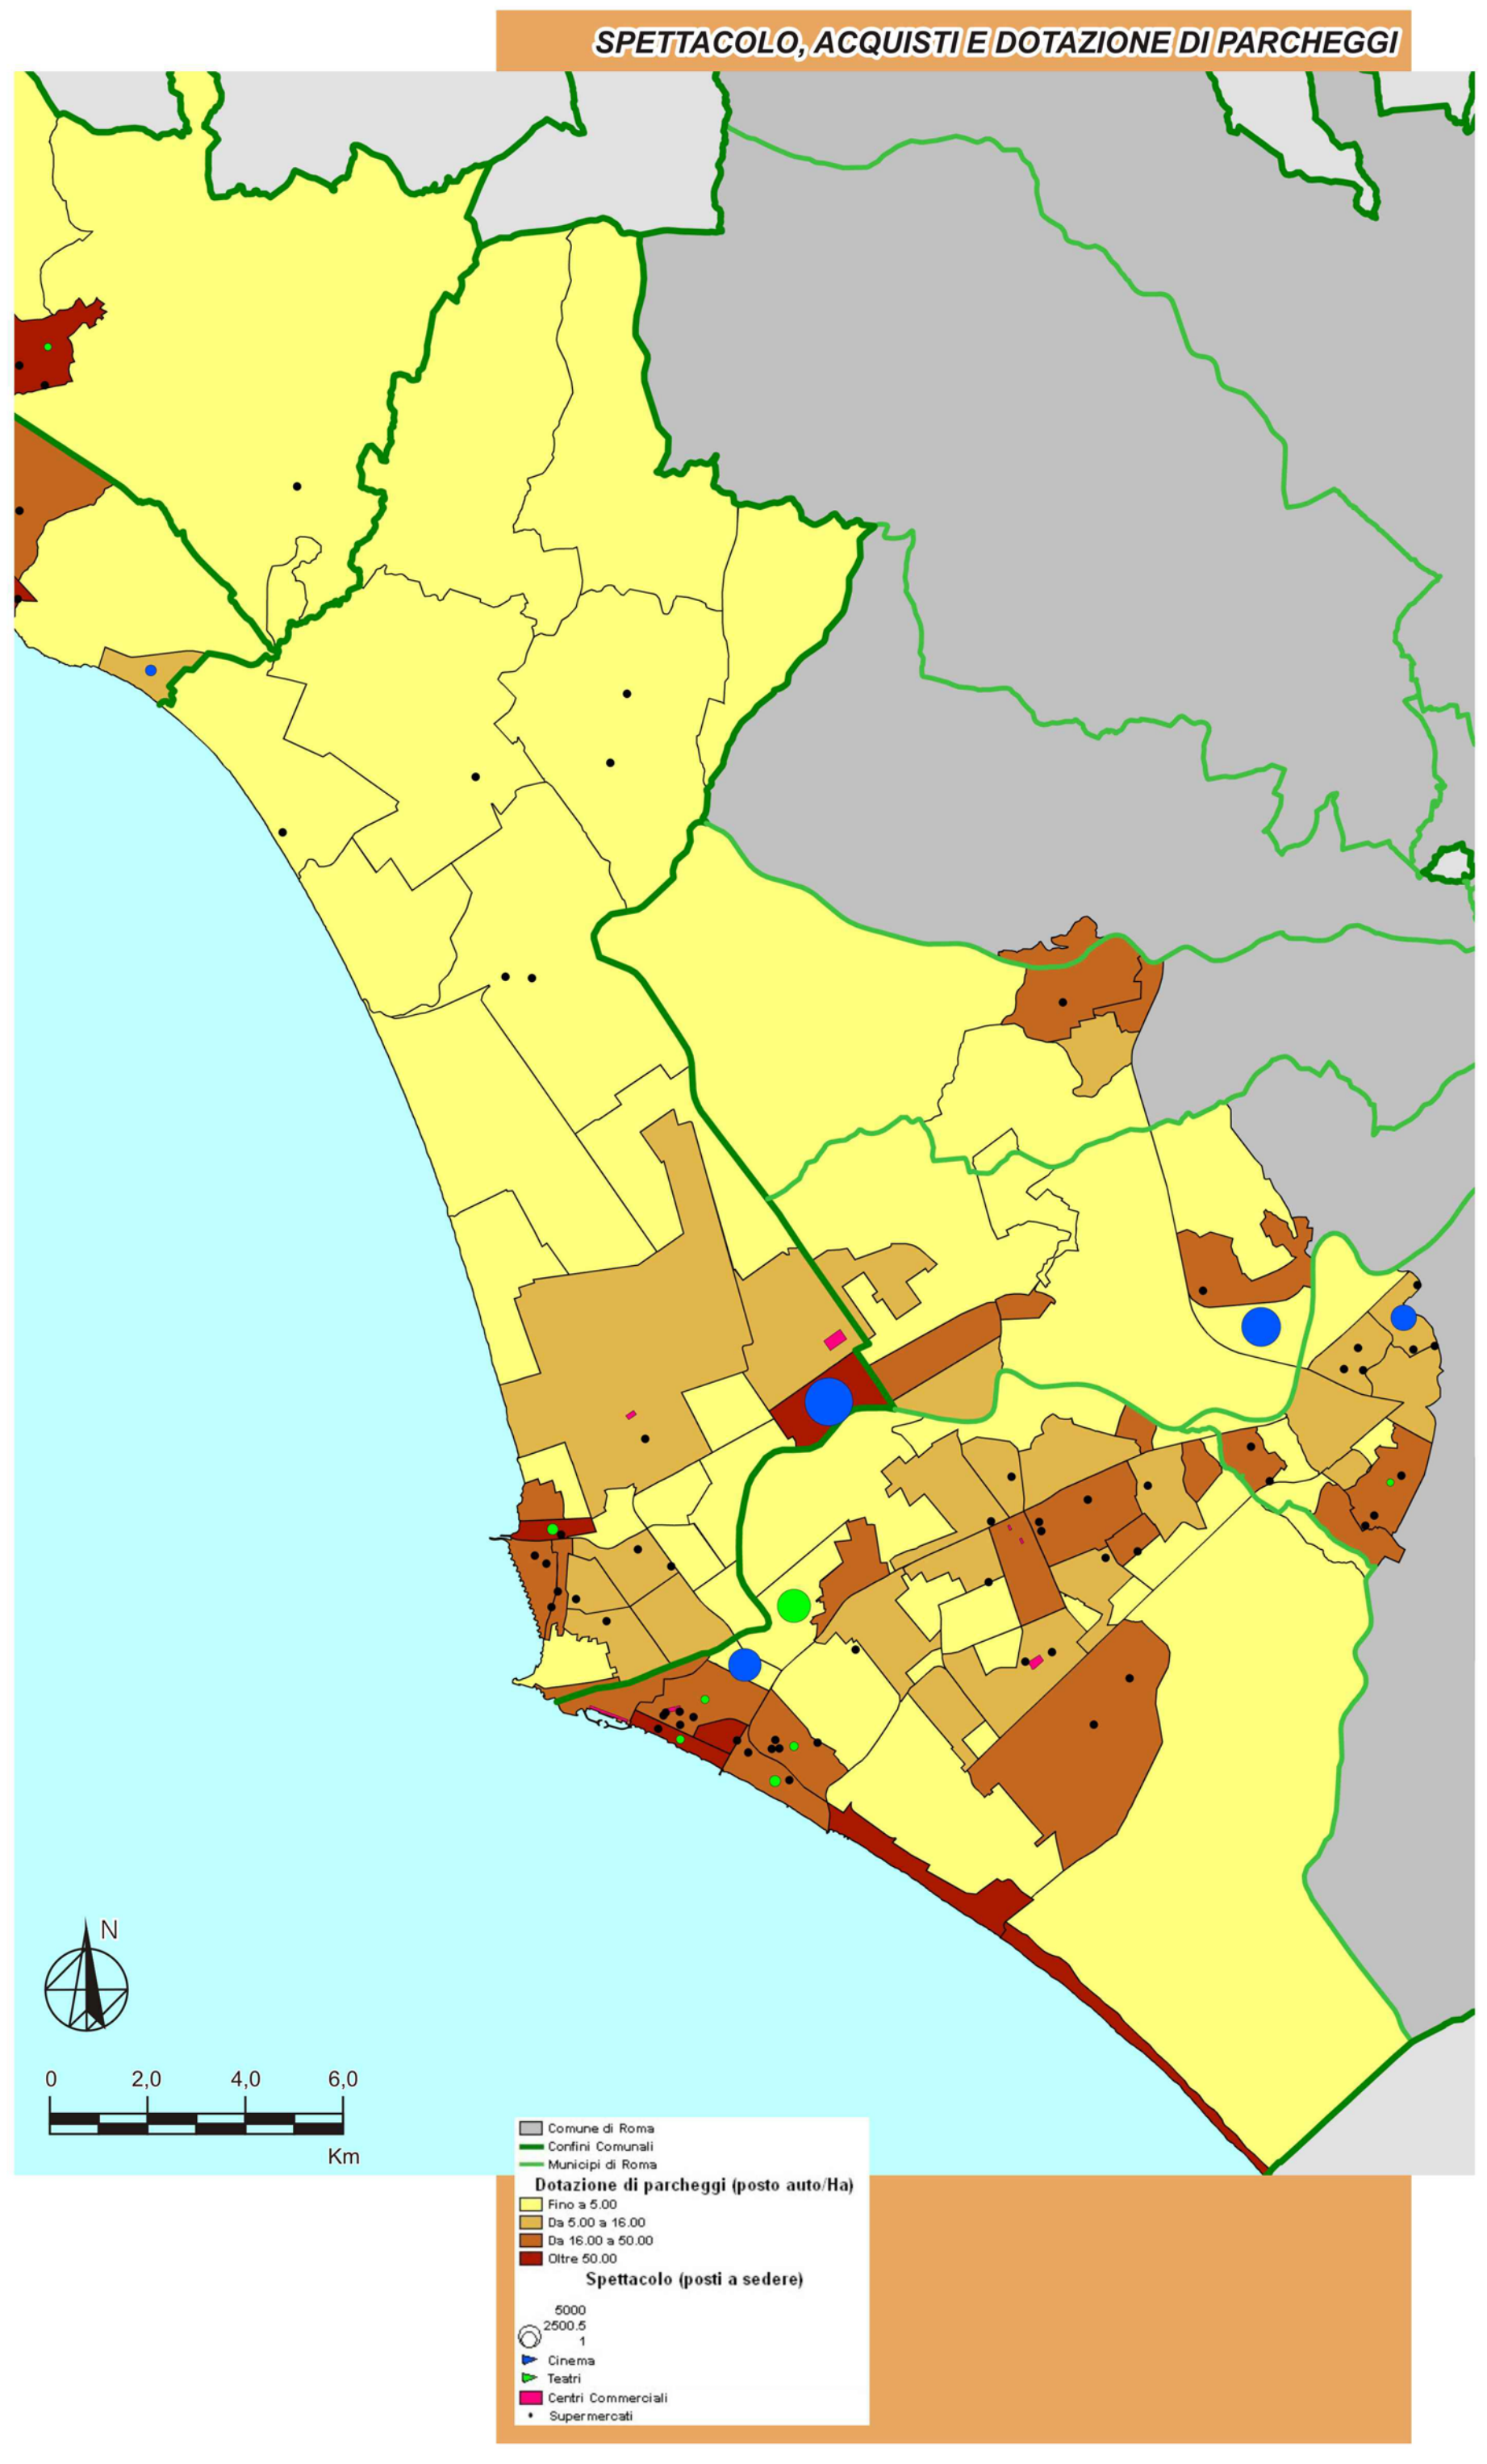 SPETTACOLO, ACQUISTI E DOTAZIONE DI PARCHEGGI
N
0 2,0 4,0 6,0
Km
Comune di Roma
Confini Comunali
Municipi di Roma
Dotazione di parcheggi (posto auto/Ha)
Fino a 5.00
Da 5.00 a 16.00
Da 16.00 a 50.00
Oltre 50.00
Spettacolo (posti a sedere)
5000
2500.5
1
Cinema
Teatri
Centri Commerciali
Supermercati